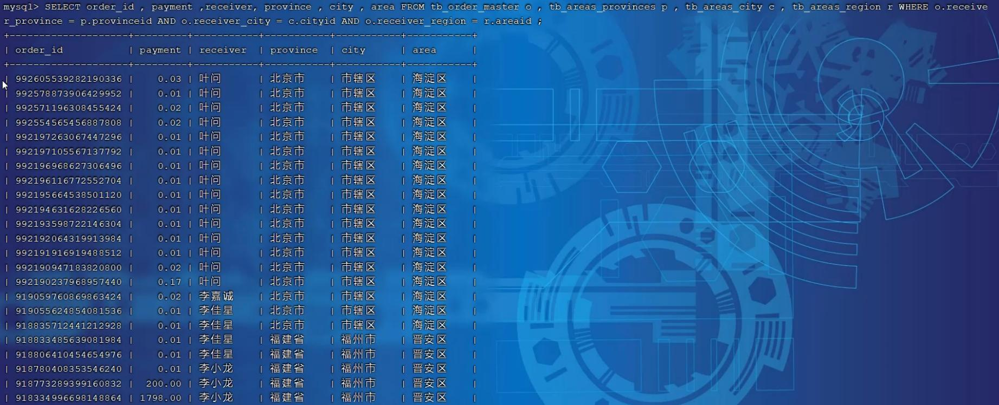 mysql> SELECT order_id , payment ,receiver, province , city , area FROM tb_order_master o , tb_areas_provinces p , tb_areas_city c , tb_areas_region r WHERE o.receive
r_province = p.provinceid AND o.receiver_city = c.cityid AND o.receiver_region = r.areaid ;
+---------------------+---------+-----------+-----------+-----------+-----------+
| order_id | payment | receiver | province | city | area |
+---------------------+---------+-----------+-----------+-----------+-----------+
| 992605539282190336 | 0.03 | 叶问 | 北京市 | 市辖区 | 海淀区 |
| 992578873906429952 | 0.01 | 叶问 | 北京市 | 市辖区 | 海淀区 |
| 992571196308455424 | 0.02 | 叶问 | 北京市 | 市辖区 | 海淀区 |
| 992554565456887808 | 0.02 | 叶问 | 北京市 | 市辖区 | 海淀区 |
| 992197263067447296 | 0.01 | 叶问 | 北京市 | 市辖区 | 海淀区 |
| 992197105567137792 | 0.01 | 叶问 | 北京市 | 市辖区 | 海淀区 |
| 992196968627306496 | 0.01 | 叶问 | 北京市 | 市辖区 | 海淀区 |
| 992196116772552704 | 0.01 | 叶问 | 北京市 | 市辖区 | 海淀区 |
| 992195664538501120 | 0.01 | 叶问 | 北京市 | 市辖区 | 海淀区 |
| 992194631628226560 | 0.01 | 叶问 | 北京市 | 市辖区 | 海淀区 |
| 992193598722146304 | 0.01 | 叶问 | 北京市 | 市辖区 | 海淀区 |
| 992192064319913984 | 0.01 | 叶问 | 北京市 | 市辖区 | 海淀区 |
| 992191916919488512 | 0.01 | 叶问 | 北京市 | 市辖区 | 海淀区 |
| 992190947183820800 | 0.02 | 叶问 | 北京市 | 市辖区 | 海淀区 |
| 992190237968957440 | 0.17 | 叶问 | 北京市 | 市辖区 | 海淀区 |
| 919059760869863424 | 0.02 | 李嘉诚 | 北京市 | 市辖区 | 海淀区 |
| 919055624854081536 | 0.01 | 李佳星 | 北京市 | 市辖区 | 海淀区 |
| 918835712441212928 | 0.01 | 李佳星 | 北京市 | 市辖区 | 海淀区 |
| 918833485639081984 | 0.01 | 李佳星 | 福建省 | 福州市 | 晋安区 |
| 918806410454654976 | 0.01 | 李佳星 | 福建省 | 福州市 | 晋安区 |
| 918780408353546240 | 0.01 | 李小龙 | 福建省 | 福州市 | 晋安区 |
| 918773289399160832 | 200.00 | 李小龙 | 福建省 | 福州市 | 晋安区 |
| 918334996698148864 | 1798.00 | 李小龙 | 福建省 | 福州市 | 晋安区 |